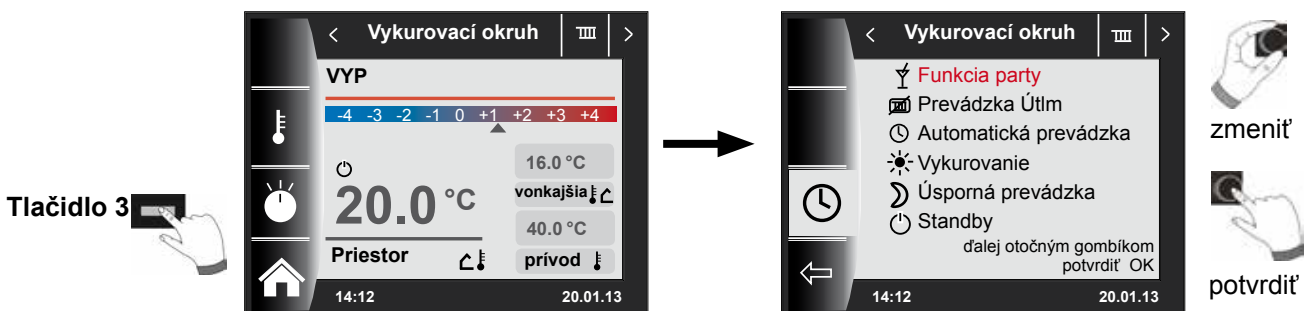 Tlačidlo 3
< Vykurovací okruh >
VYP
-4 -3 -2 -1 0 +1 +2 +3 +4
16.0 °C
vonkajšia
20.0 °C
40.0 °C
Priestor
prívod
14:12 20.01.13
< Vykurovací okruh >
Funkcia party
Prevádzka Útlm
Automatická prevádzka
Vykurovanie
Úsporná prevádzka
Standby
ďalej otočným gombíkom
potvrdiť OK
14:12 20.01.13
zmeniť
potvrdiť